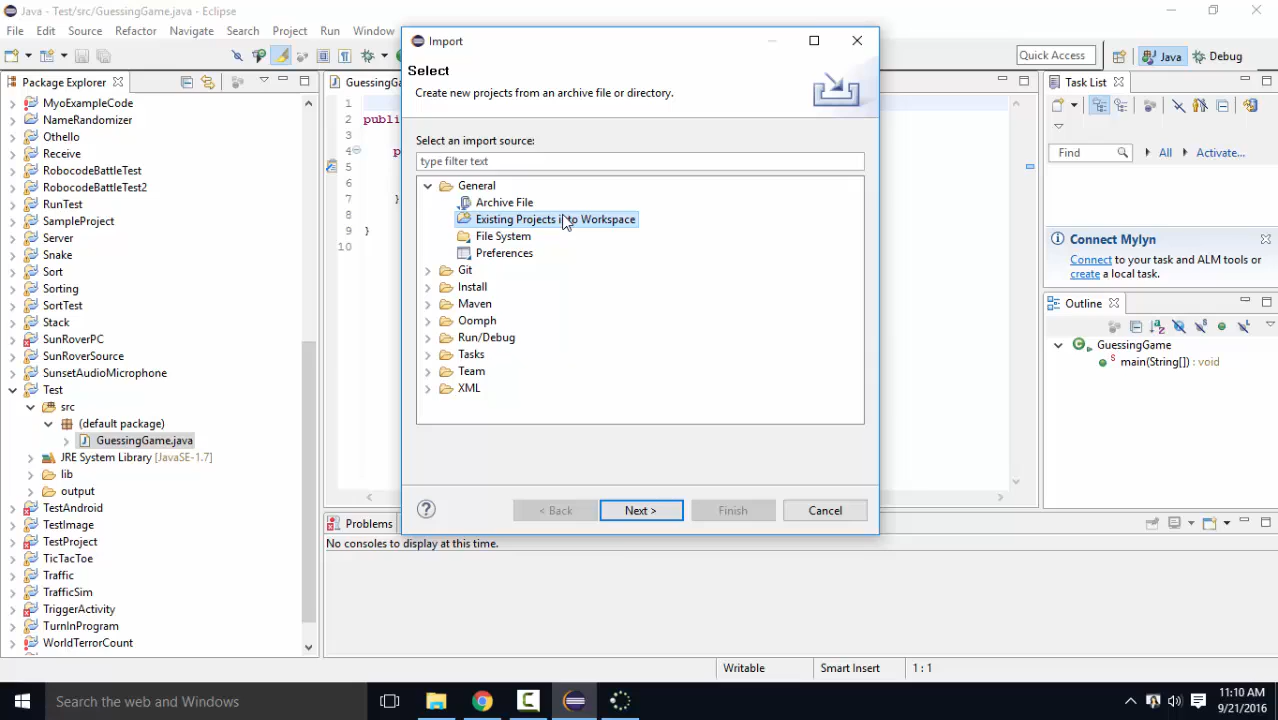 Java - Test/src/GuessingGame.java - Eclipse
File Edit Source Refactor Navigate Search Project Run Window
Quick Access
Java
Debug
Package Explorer
MyoExampleCode
NameRandomizer
Othello
Receive
RobocodeBattleTest
RobocodeBattleTest2
RunTest
SampleProject
Server
Snake
Sort
Sorting
SortTest
Stack
SunRoverPC
SunRoverSource
SunsetAudioMicrophone
Test
src
(default package)
GuessingGame.java
JRE System Library [JavaSE-1.7]
lib
output
TestAndroid
TestImage
TestProject
TicTacToe
Traffic
TrafficSim
TriggerActivity
TurnInProgram
WorldTerrorCount
GuessingG
1
2 publi
3
4 p
5
6
7 }
8
9 }
10
Import
Select
Create new projects from an archive file or directory.
Select an import source:
type filter text
General
Archive File
Existing Projects into Workspace
File System
Preferences
Git
Install
Maven
Oomph
Run/Debug
Tasks
Team
XML
< Back
Next >
Finish
Cancel
Problems
No consoles to display at this time.
Task List
Find
All
Activate...
Connect Mylyn
Connect to your task and ALM tools or
create a local task.
Outline
GuessingGame
main(String[]) : void
Writable
Smart Insert
1 : 1
Search the web and Windows
11:10 AM
9/21/2016